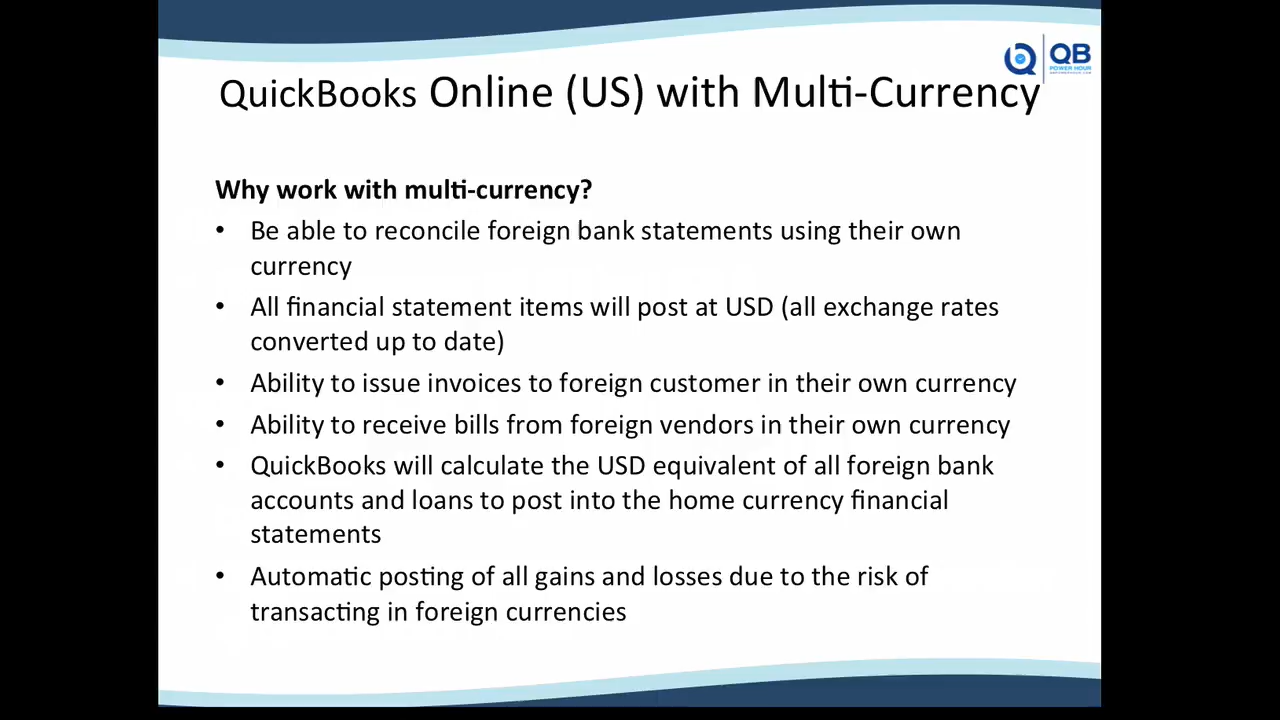 QB
POWER HOUR
QuickBooks Online (US) with Multi-Currency
Why work with multi-currency?
• Be able to reconcile foreign bank statements using their own
currency
• All financial statement items will post at USD (all exchange rates
converted up to date)
• Ability to issue invoices to foreign customer in their own currency
• Ability to receive bills from foreign vendors in their own currency
• QuickBooks will calculate the USD equivalent of all foreign bank
accounts and loans to post into the home currency financial
statements
• Automatic posting of all gains and losses due to the risk of
transacting in foreign currencies